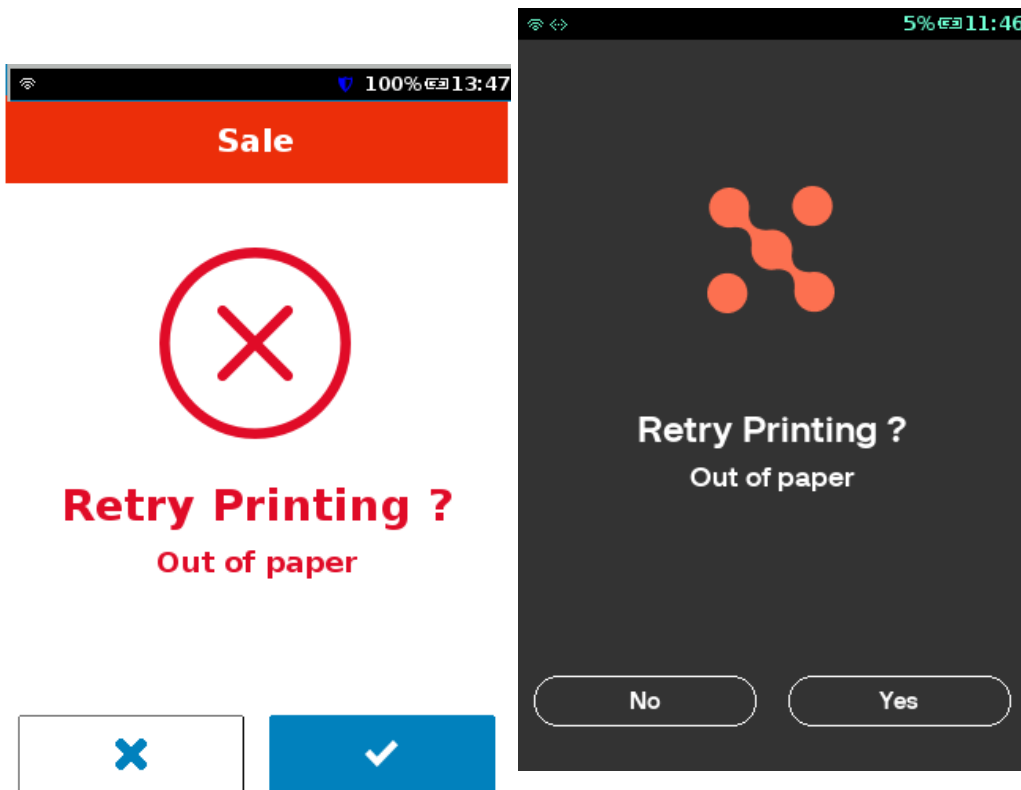 100% 13:47
Sale
Retry Printing ?
Out of paper
5% 11:46
Retry Printing ?
Out of paper
No
Yes